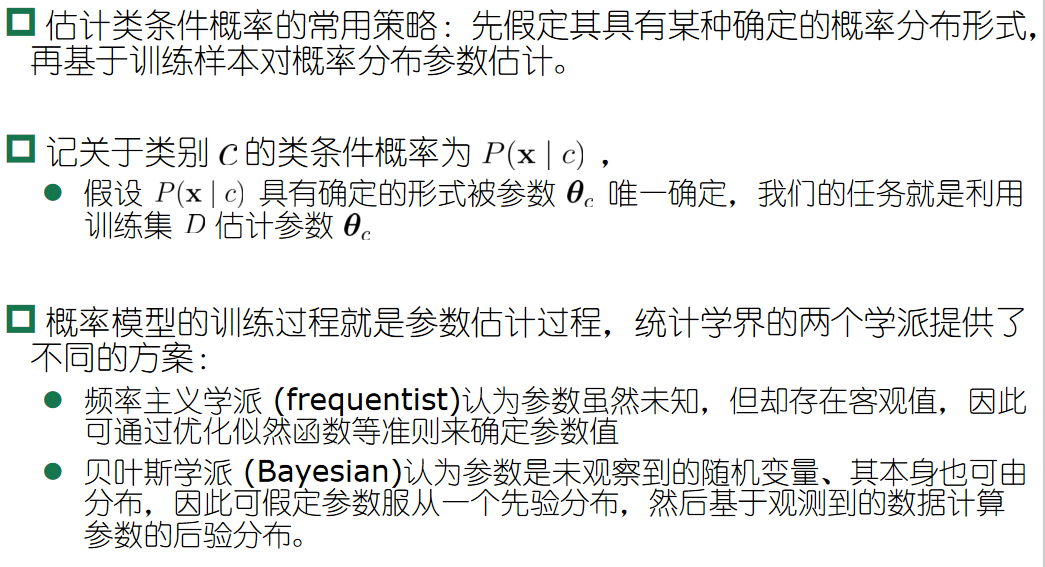 估计类条件概率的常用策略：先假定其具有某种确定的概率分布形式，
再基于训练样本对概率分布参数估计。
记关于类别 c 的类条件概率为 P(x | c) ，
假设 P(x | c) 具有确定的形式被参数 θc 唯一确定，我们的任务就是利用
训练集 D 估计参数 θc
概率模型的训练过程就是参数估计过程，统计学界的两个学派提供了
不同的方案：
频率主义学派 (frequentist)认为参数虽然未知，但却存在客观值，因此
可通过优化似然函数等准则来确定参数值
贝叶斯学派 (Bayesian)认为参数是未观察到的随机变量、其本身也可由
分布，因此可假定参数服从一个先验分布，然后基于观测到的数据计算
参数的后验分布。